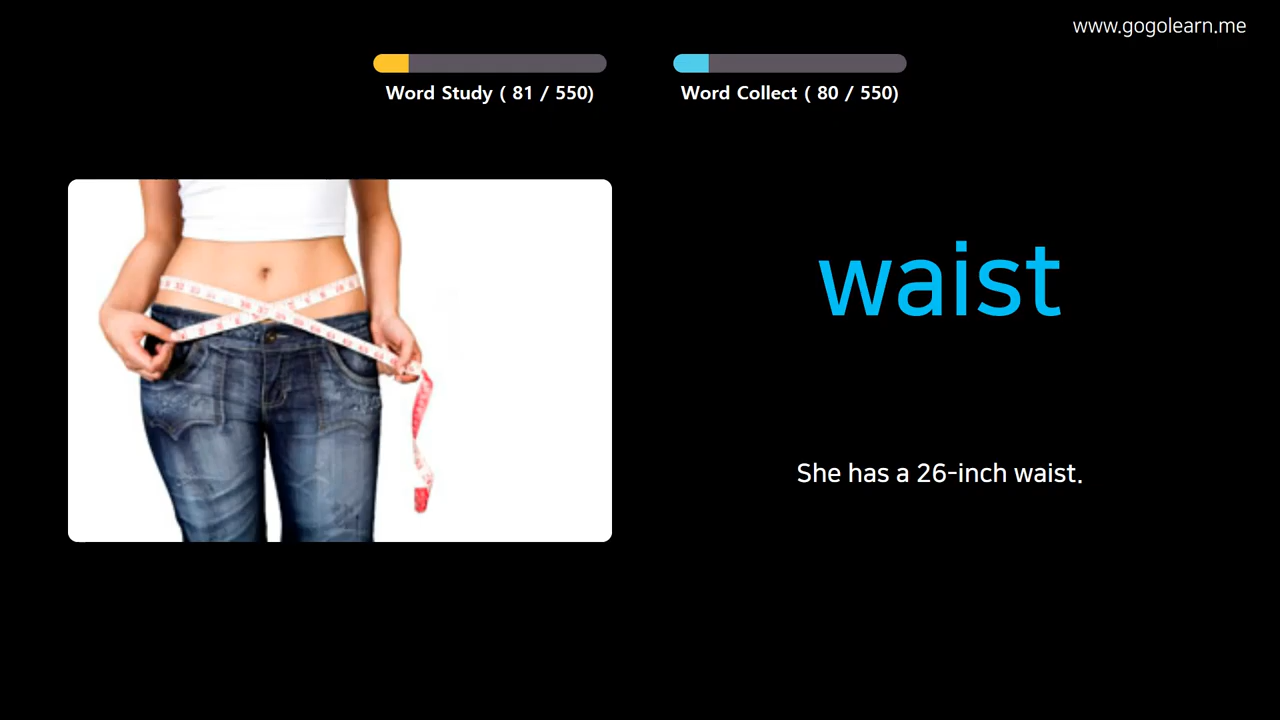 www.gogolearn.me
Word Study ( 81 / 550)
Word Collect ( 80 / 550)
waist
She has a 26-inch waist.